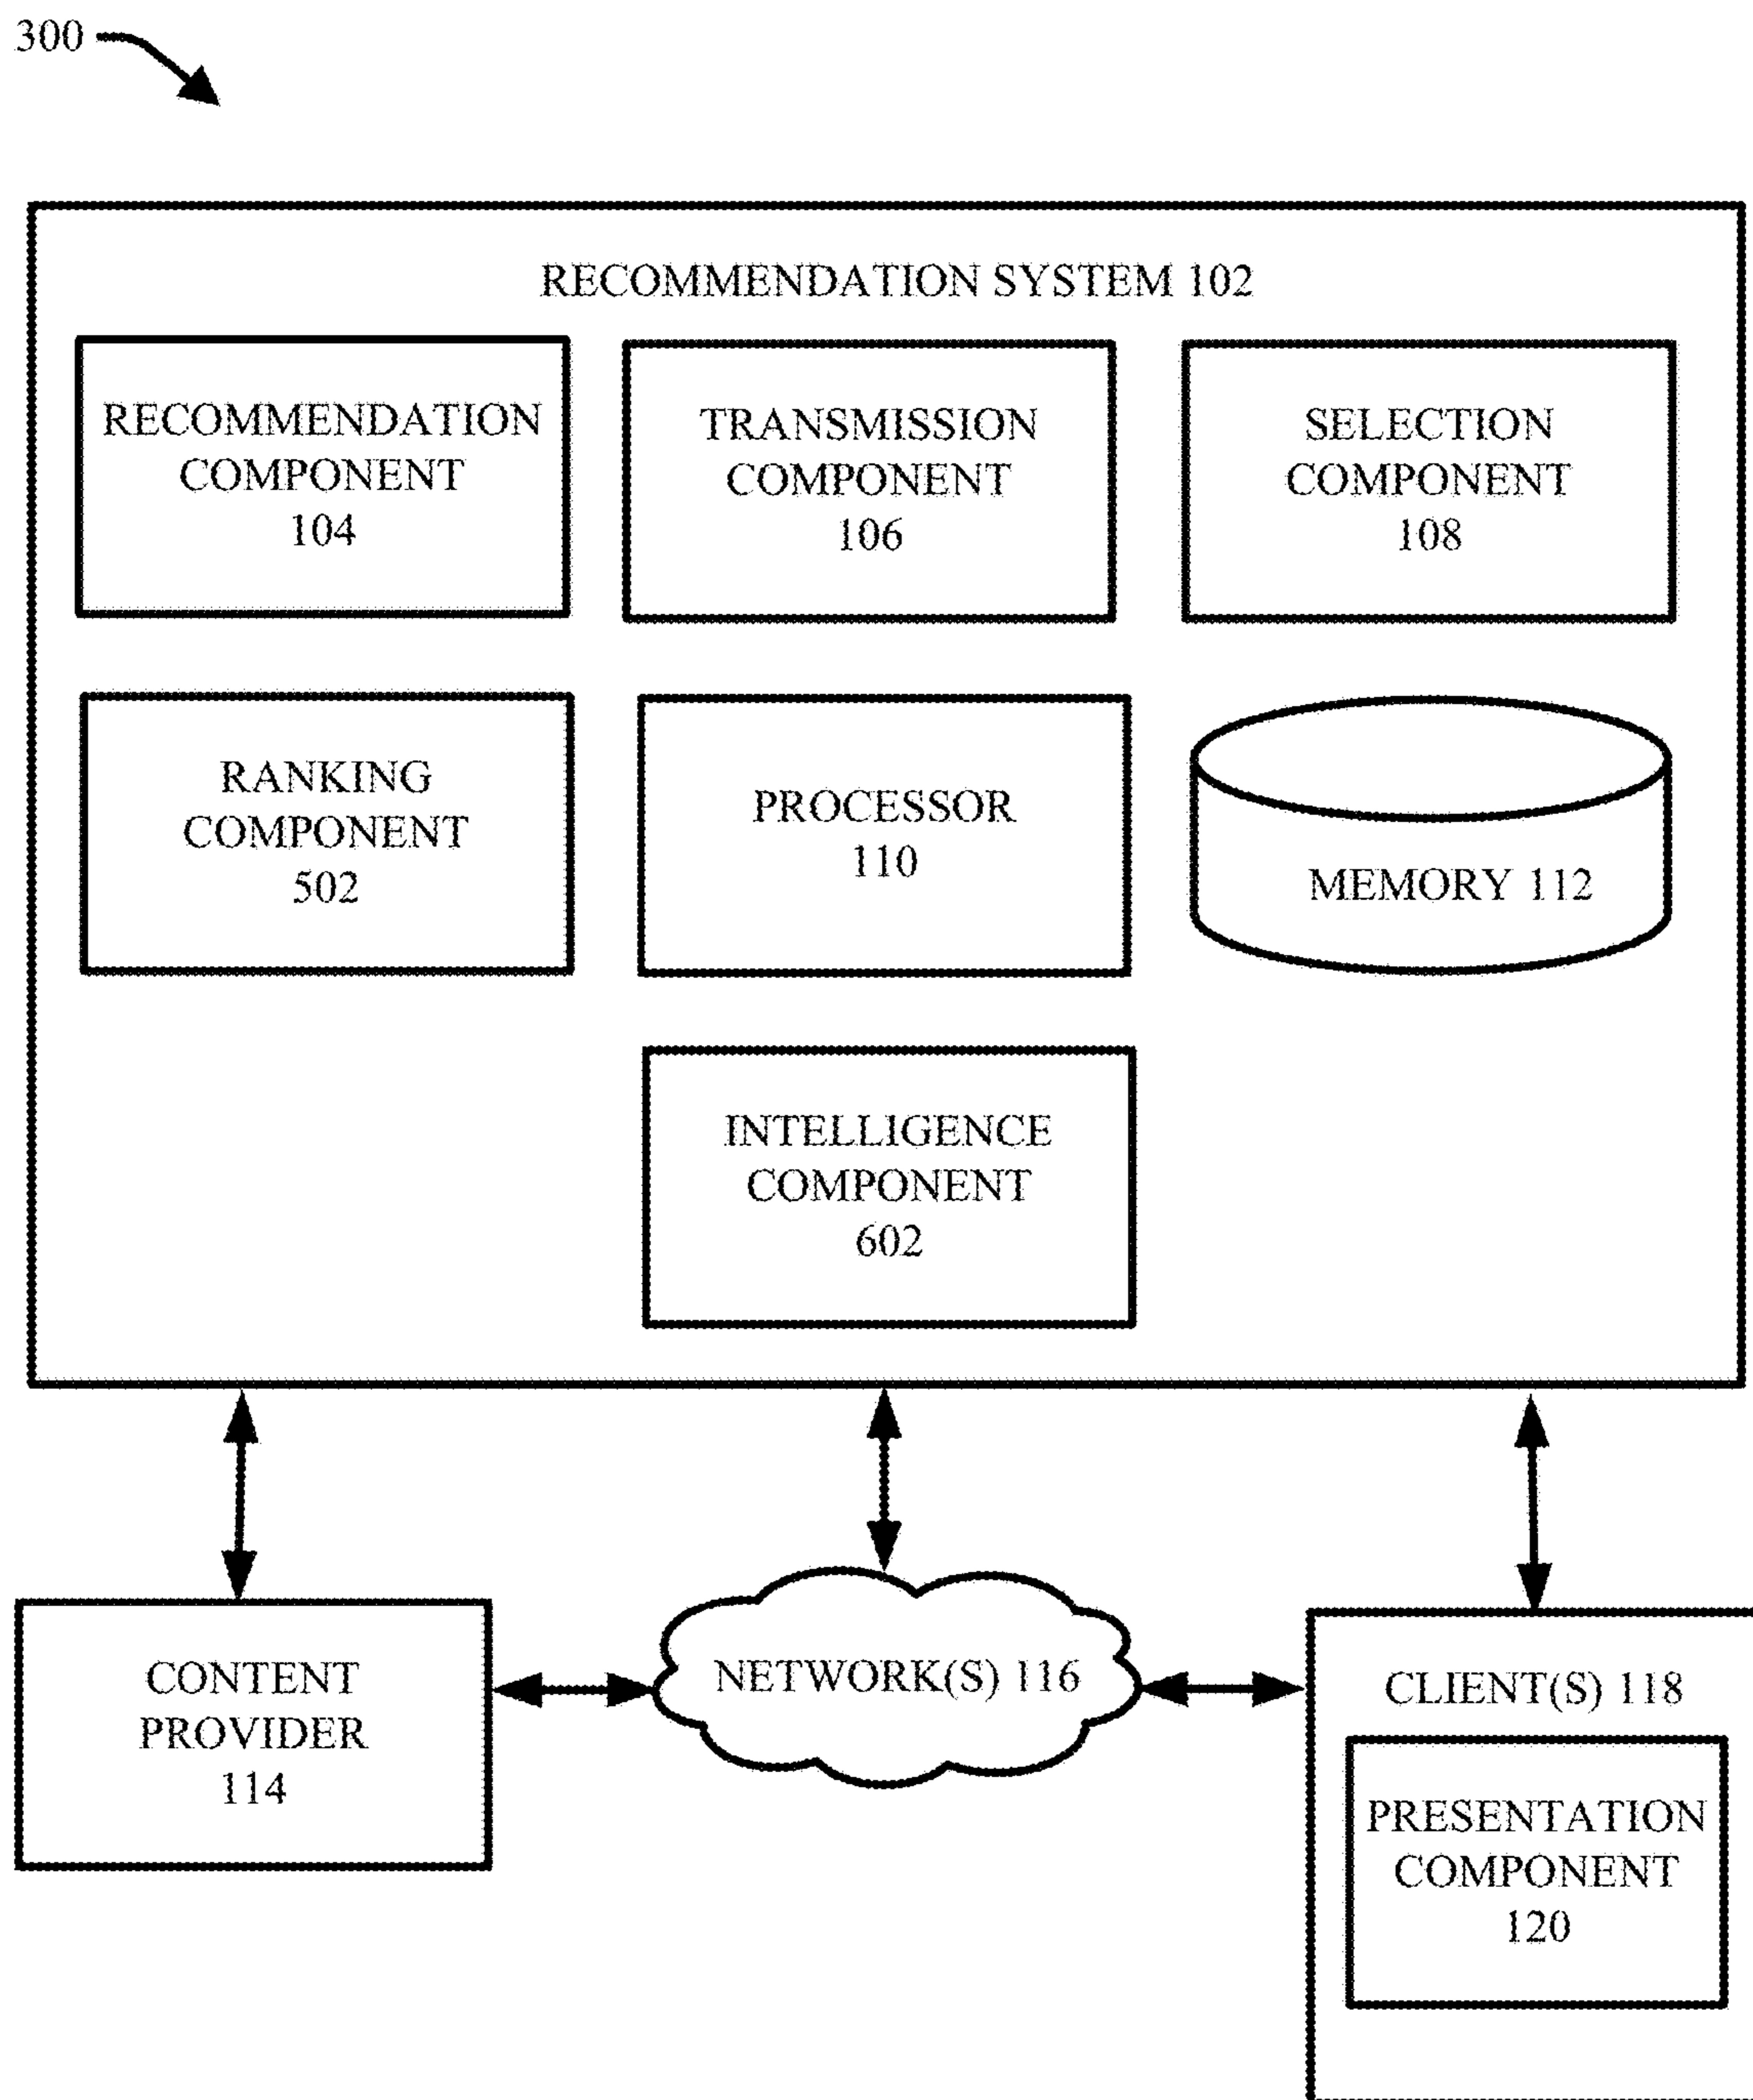 300
RECOMMENDATION SYSTEM 102
RECOMMENDATION
COMPONENT
104
TRANSMISSION
COMPONENT
106
SELECTION
COMPONENT
108
RANKING
COMPONENT
502
PROCESSOR
110
MEMORY 112
INTELLIGENCE
COMPONENT
602
CONTENT
PROVIDER
114
NETWORK(S) 116
CLIENT(S) 118
PRESENTATION
COMPONENT
120